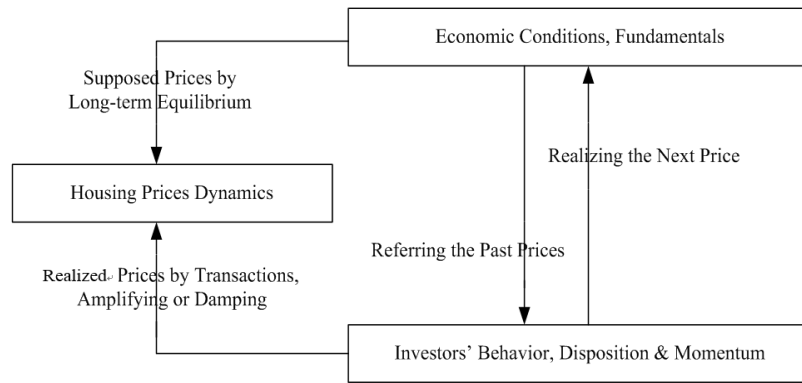 Economic Conditions, Fundamentals
Supposed Prices by
Long-term Equilibrium
Realizing the Next Price
Housing Prices Dynamics
Referring the Past Prices
Realized Prices by Transactions,
Amplifying or Damping
Investors' Behavior, Disposition & Momentum